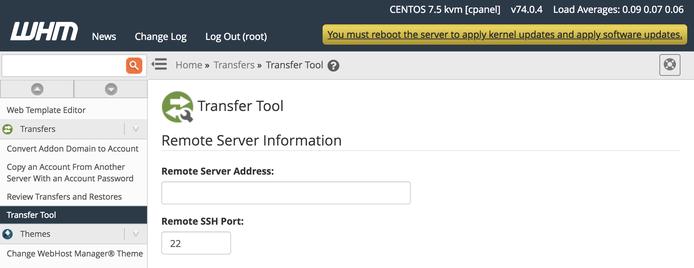 CENTOS 7.5 kvm [cpanel] v74.0.4 Load Averages: 0.09 0.07 0.06
WHM News Change Log Log Out (root) You must reboot the server to apply kernel updates and apply software updates.
Home » Transfers » Transfer Tool ?
Web Template Editor
Transfers
Convert Addon Domain to Account
Copy an Account From Another
Server With an Account Password
Review Transfers and Restores
Transfer Tool
Themes
Change WebHost Manager® Theme
Transfer Tool
Remote Server Information
Remote Server Address:
Remote SSH Port:
22